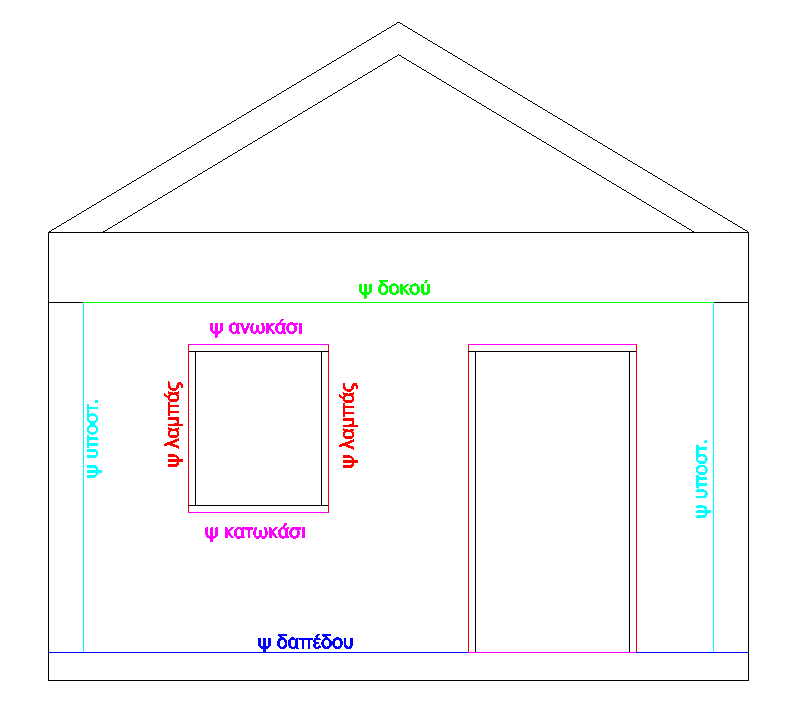 ψ δοκού
ψ ανωκάσι
ψ λαμπάς
ψ λαμπάς
ψ υποστ.
ψ υποστ.
ψ κατωκάσι
ψ δαπέδου